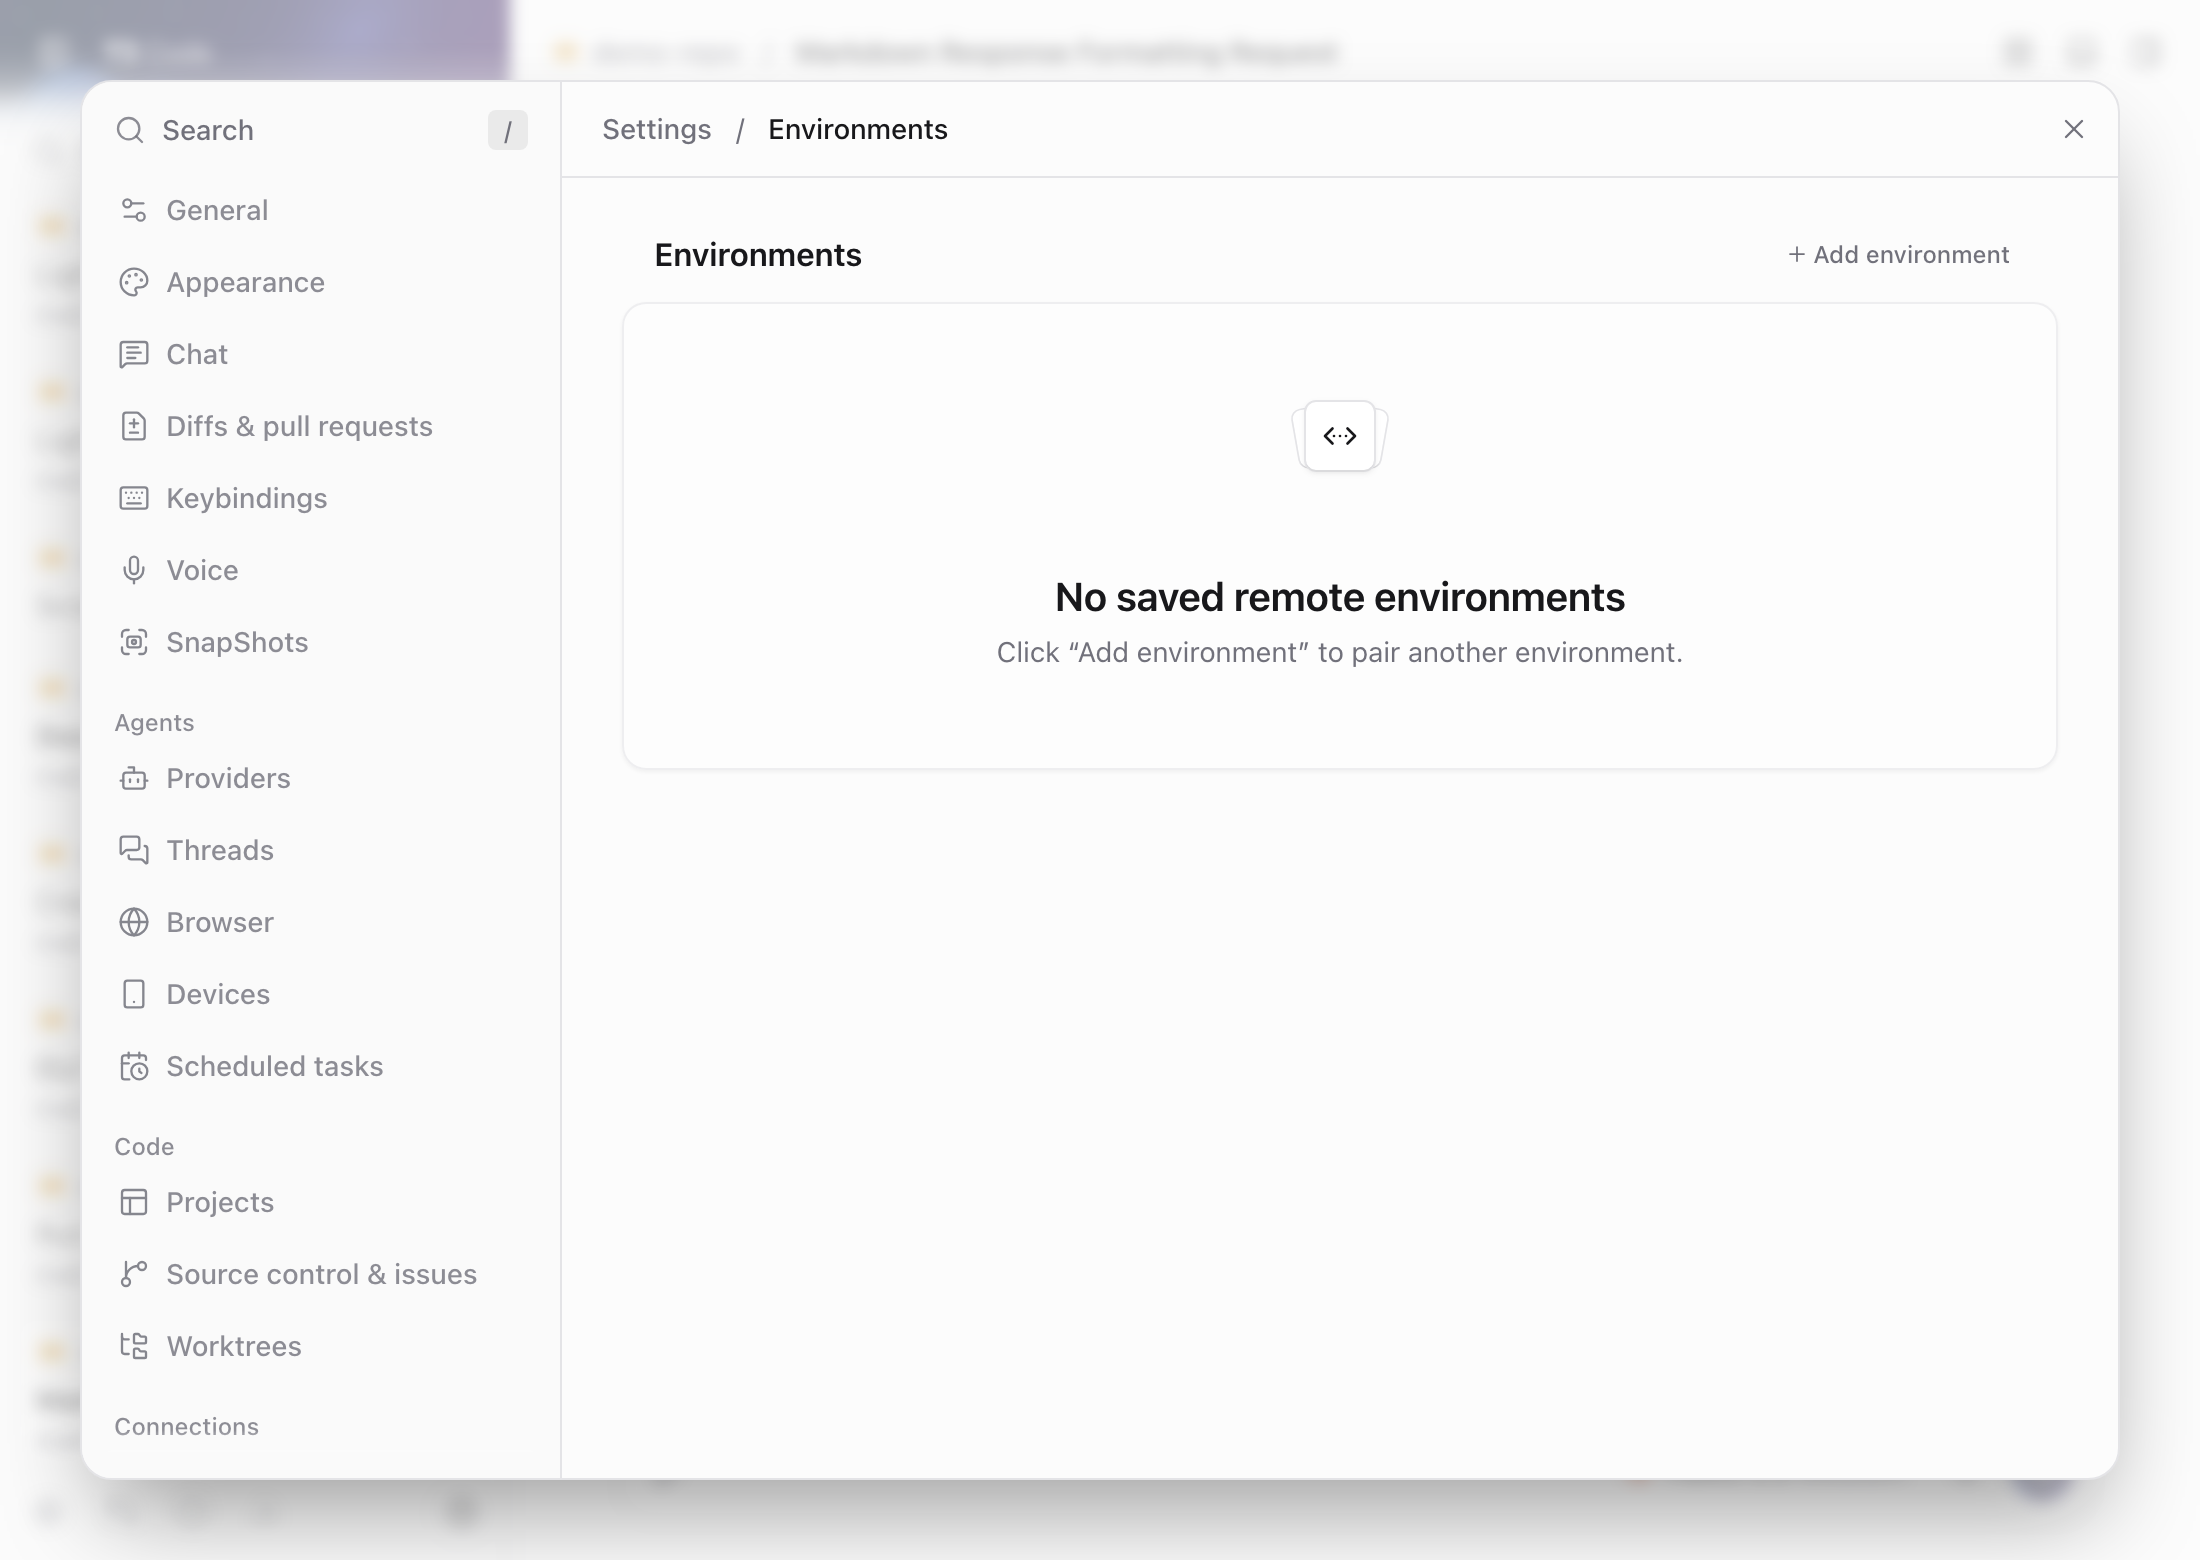 Search
/
General
Appearance
Chat
Diffs & pull requests
Keybindings
Voice
SnapShots
Agents
Providers
Threads
Browser
Devices
Scheduled tasks
Code
Projects
Source control & issues
Worktrees
Connections
Settings / Environments
Environments
+ Add environment
No saved remote environments
Click “Add environment” to pair another environment.